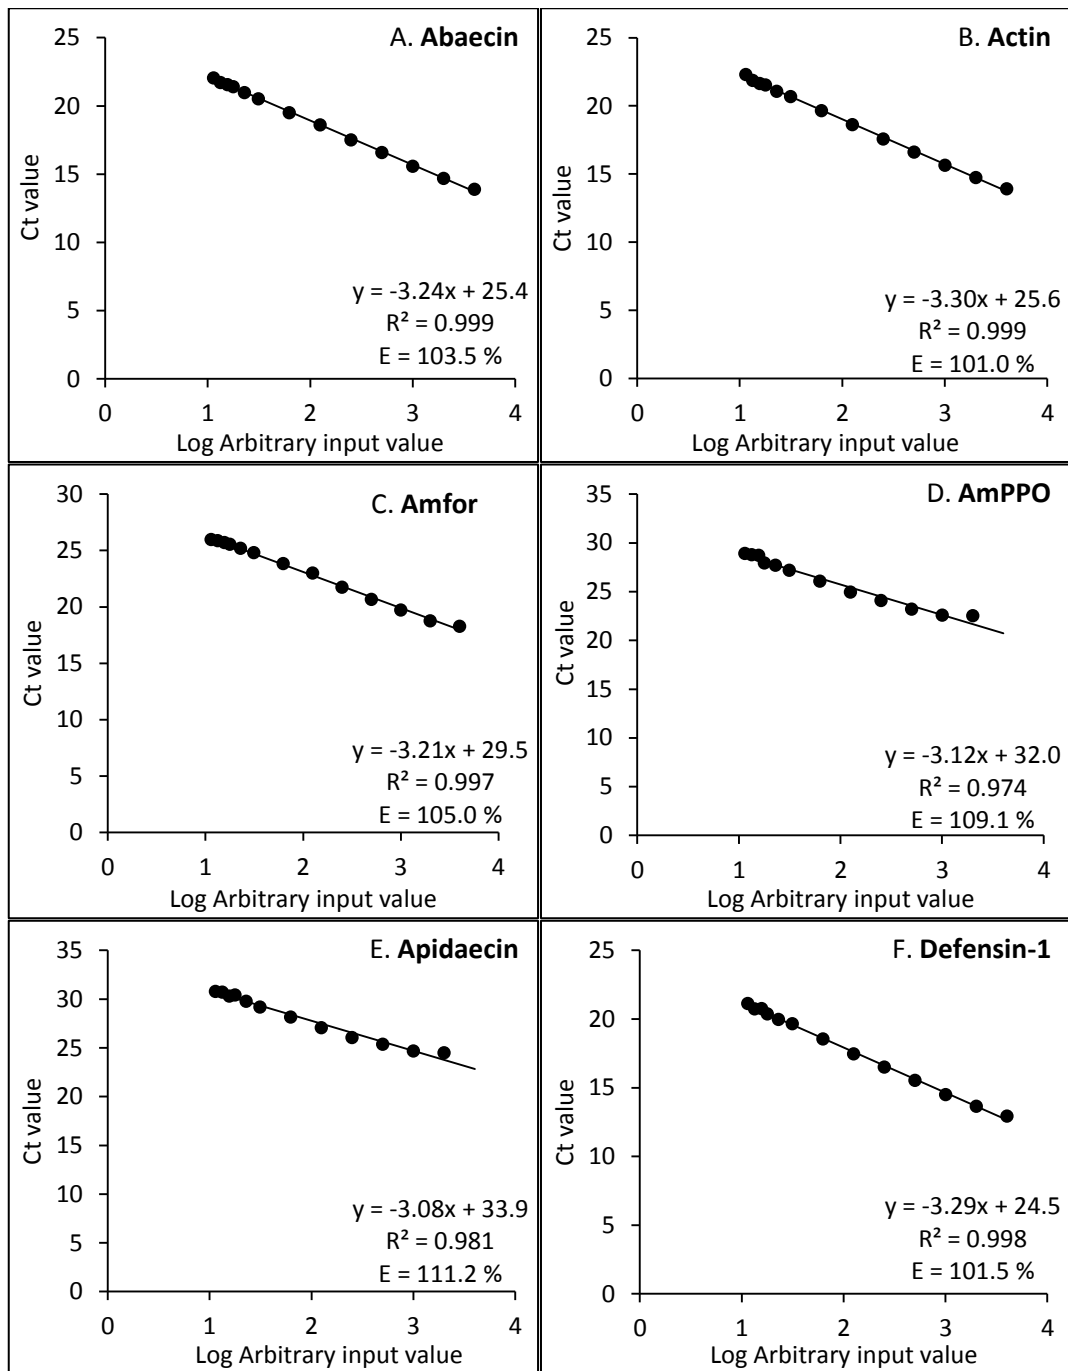 A. Abaecin
25
20
15
10
5
0
Ct value
y = -3.24x + 25.4
R² = 0.999
E = 103.5 %
0 1 2 3 4
Log Arbitrary input value
B. Actin
25
20
15
10
5
0
Ct value
y = -3.30x + 25.6
R² = 0.999
E = 101.0 %
0 1 2 3 4
Log Arbitrary input value
C. Amfor
30
25
20
15
10
5
0
Ct value
y = -3.21x + 29.5
R² = 0.997
E = 105.0 %
0 1 2 3 4
Log Arbitrary input value
D. AmPPO
35
30
25
20
15
10
5
0
Ct value
y = -3.12x + 32.0
R² = 0.974
E = 109.1 %
0 1 2 3 4
Log Arbitrary input value
E. Apidaecin
35
30
25
20
15
10
5
0
Ct value
y = -3.08x + 33.9
R² = 0.981
E = 111.2 %
0 1 2 3 4
Log Arbitrary input value
F. Defensin-1
25
20
15
10
5
0
Ct value
y = -3.29x + 24.5
R² = 0.998
E = 101.5 %
0 1 2 3 4
Log Arbitrary input value